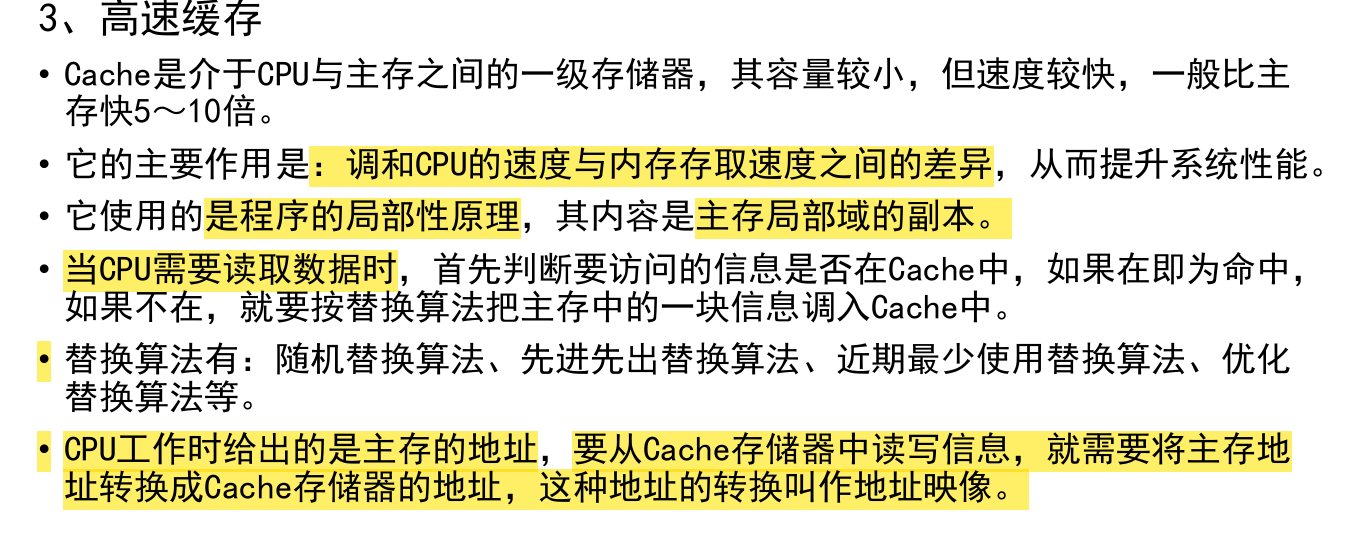 3、高速缓存
• Cache是介于CPU与主存之间的一级存储器，其容量较小，但速度较快，一般比主
存快5～10倍。
• 它的主要作用是：调和CPU的速度与内存存取速度之间的差异，从而提升系统性能。
• 它使用的是程序的局部性原理，其内容是主存局部域的副本。
• 当CPU需要读取数据时，首先判断要访问的信息是否在Cache中，如果在即为命中，
如果不在，就要按替换算法把主存中的一块信息调入Cache中。
• 替换算法有：随机替换算法、先进先出替换算法、近期最少使用替换算法、优化
替换算法等。
• CPU工作时给出的是主存的地址，要从Cache存储器中读写信息，就需要将主存地
址转换成Cache存储器的地址，这种地址的转换叫作地址映像。